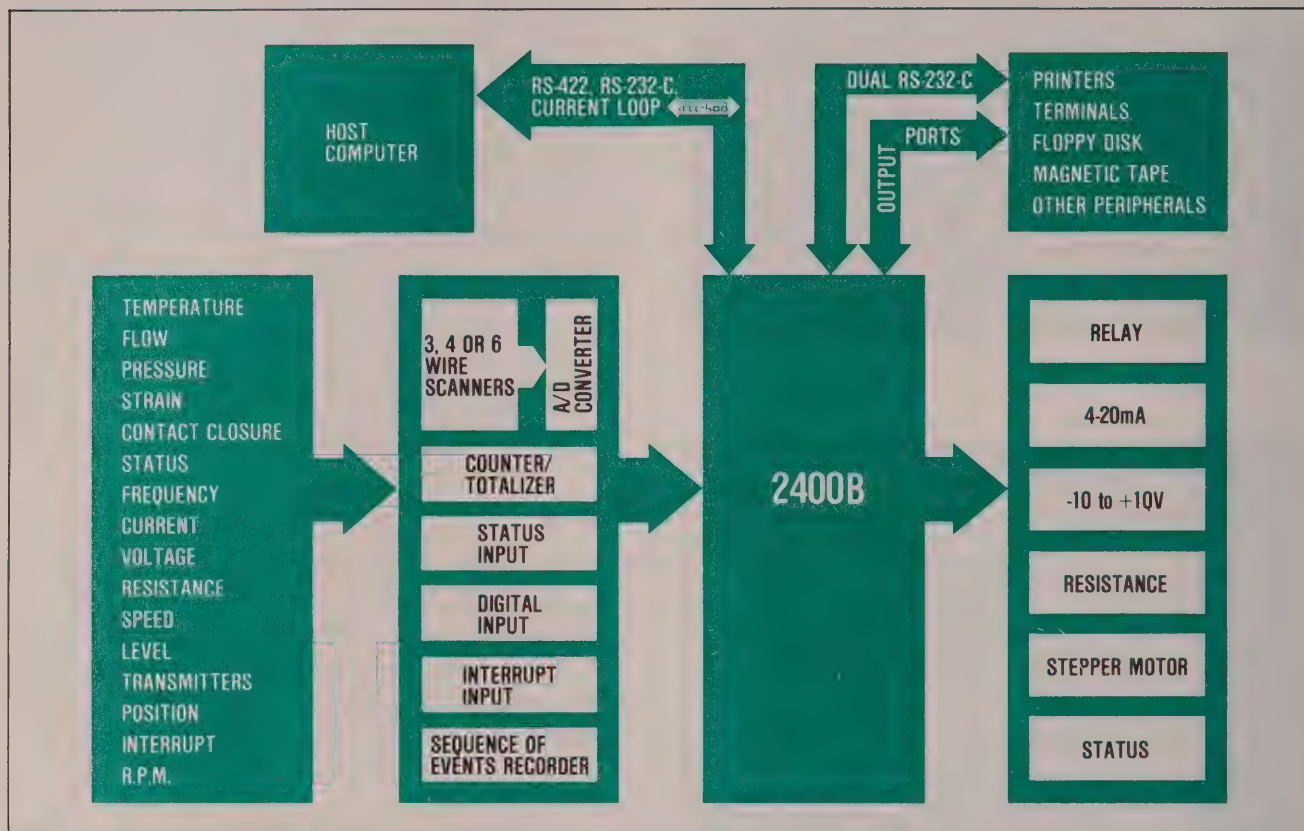 HOST
COMPUTER
RS-422, RS-232-C,
CURRENT LOOP
DUAL RS-232-C
PORTS
OUTPUT
PRINTERS
TERMINALS
FLOPPY DISK
MAGNETIC TAPE
OTHER PERIPHERALS
TEMPERATURE
FLOW
PRESSURE
STRAIN
CONTACT CLOSURE
STATUS
FREQUENCY
CURRENT
VOLTAGE
RESISTANCE
SPEED
LEVEL
TRANSMITTERS
POSITION
INTERRUPT
R.P.M.
3, 4 OR 6
WIRE
SCANNERS
A/D
CONVERTER
COUNTER/
TOTALIZER
STATUS
INPUT
DIGITAL
INPUT
INTERRUPT
INPUT
SEQUENCE OF
EVENTS RECORDER
2400B
RELAY
4-20mA
-10 to +10V
RESISTANCE
STEPPER MOTOR
STATUS